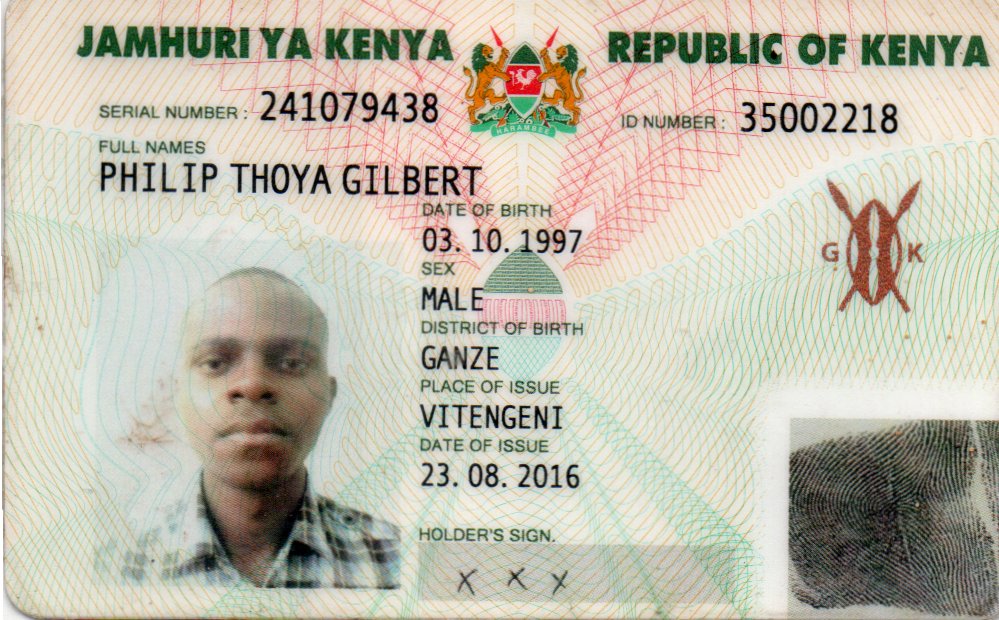 JAMHURI YA KENYA
REPUBLIC OF KENYA
HARAMBEE
SERIAL NUMBER : 241079438
ID NUMBER : 35002218
FULL NAMES
PHILIP THOYA GILBERT
DATE OF BIRTH
03. 10. 1997
SEX
MALE
G K
DISTRICT OF BIRTH
GANZE
PLACE OF ISSUE
VITENGENI
DATE OF ISSUE
23. 08. 2016
HOLDER'S SIGN.
X X X